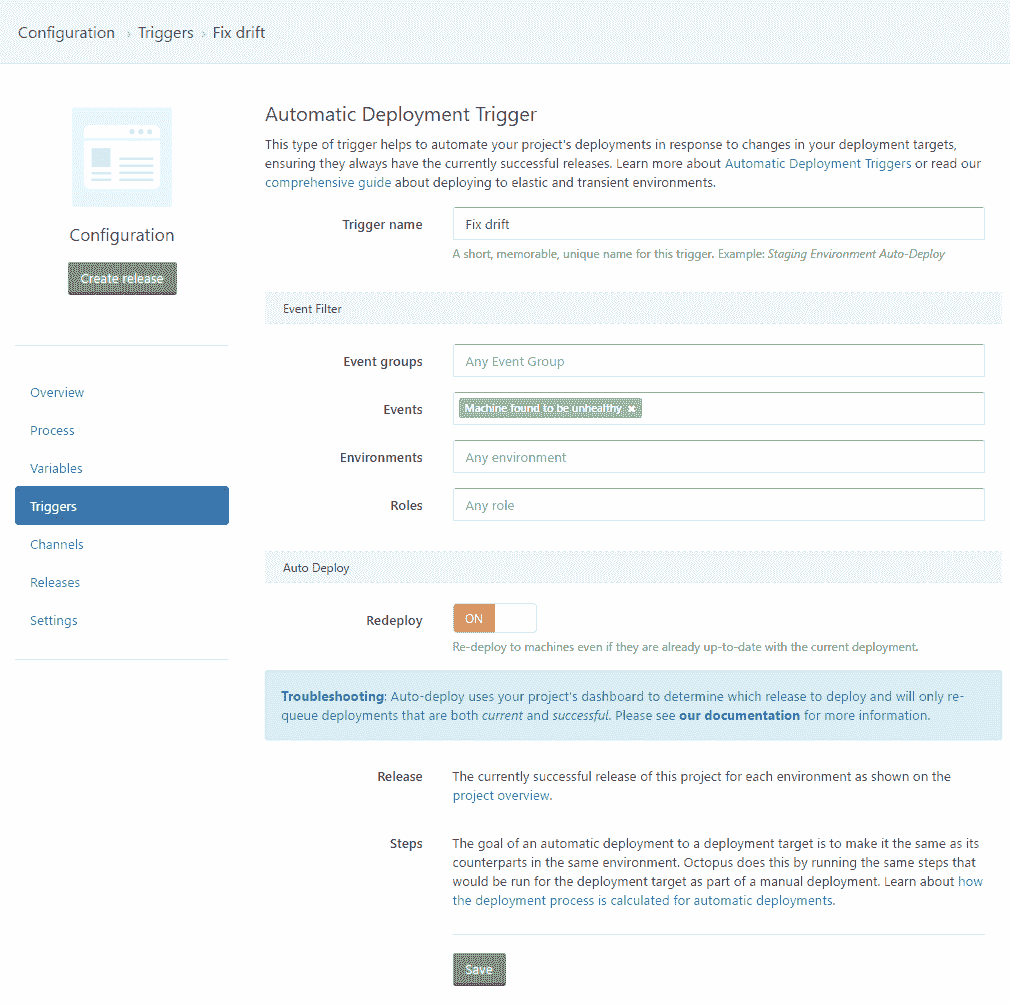 Configuration › Triggers › Fix drift
Configuration
Create release
Overview
Process
Variables
Triggers
Channels
Releases
Settings
Automatic Deployment Trigger
This type of trigger helps to automate your project's deployments in response to changes in your deployment targets,
ensuring they always have the currently successful releases. Learn more about Automatic Deployment Triggers or read our
comprehensive guide about deploying to elastic and transient environments.
Trigger name
Fix drift
A short, memorable, unique name for this trigger. Example: Staging Environment Auto-Deploy
Event Filter
Event groups
Any Event Group
Events
Machine found to be unhealthy ×
Environments
Any environment
Roles
Any role
Auto Deploy
Redeploy
ON
Re-deploy to machines even if they are already up-to-date with the current deployment.
Troubleshooting: Auto-deploy uses your project's dashboard to determine which release to deploy and will only re-
queue deployments that are both current and successful. Please see our documentation for more information.
Release
The currently successful release of this project for each environment as shown on the
project overview.
Steps
The goal of an automatic deployment to a deployment target is to make it the same as its
counterparts in the same environment. Octopus does this by running the same steps that
would be run for the deployment target as part of a manual deployment. Learn about how
the deployment process is calculated for automatic deployments.
Save